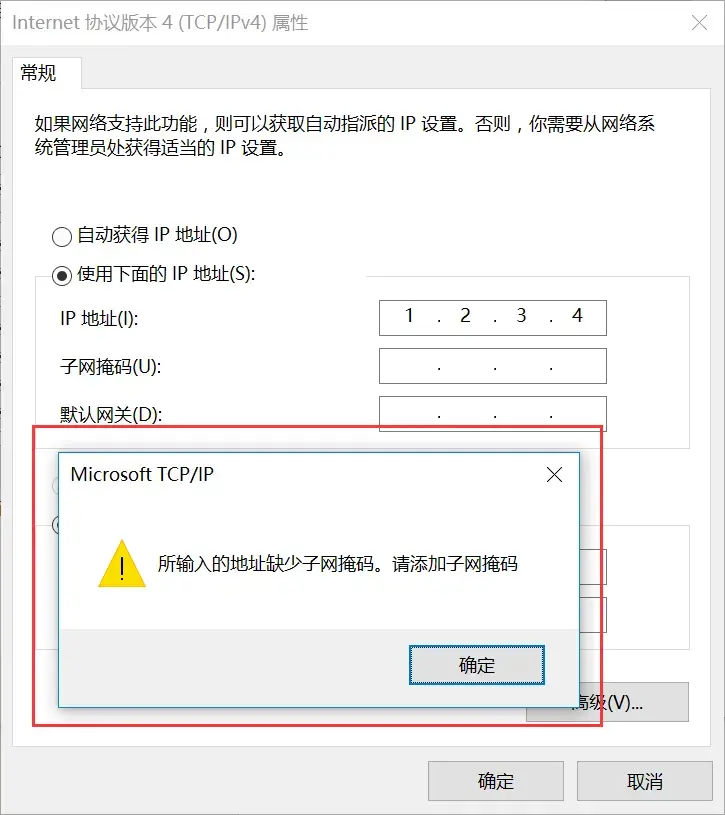 Internet 协议版本 4 (TCP/IPv4) 属性
常规
如果网络支持此功能，则可以获取自动指派的 IP 设置。否则，你需要从网络系
统管理员处获得适当的 IP 设置。
自动获得 IP 地址(O)
使用下面的 IP 地址(S):
IP 地址(I):
1 . 2 . 3 . 4
子网掩码(U):
. . .
默认网关(D):
. . .
Microsoft TCP/IP
所输入的地址缺少子网掩码。请添加子网掩码
确定
高级(V)...
确定
取消